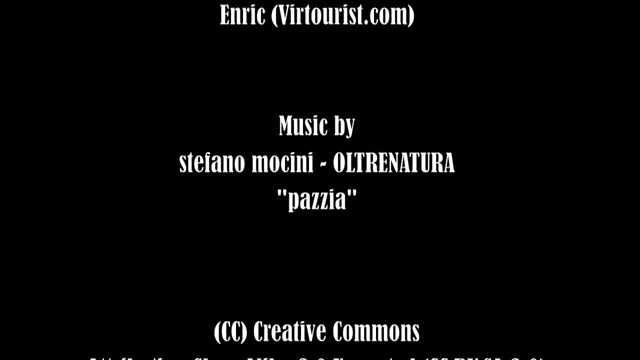 Enric (Virtourist.com)
Music by
stefano mocini - OLTRENATURA
"pazzia"
(CC) Creative Commons